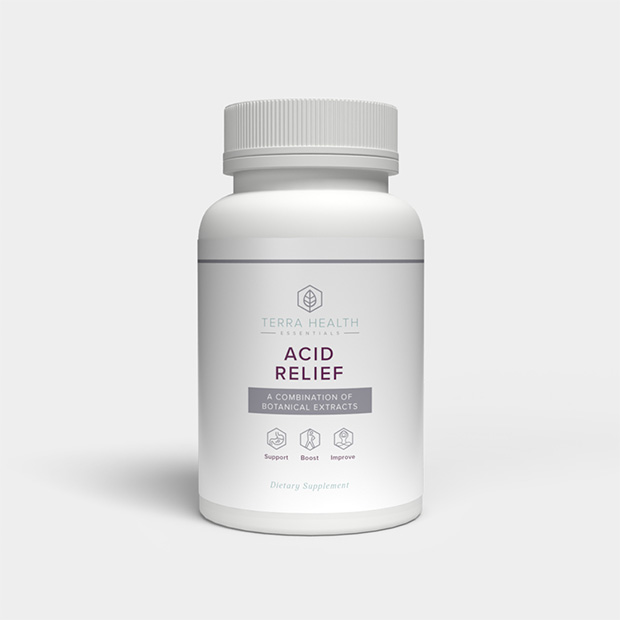 TERRA HEALTH
ESSENTIALS
ACID
RELIEF
A COMBINATION OF
BOTANICAL EXTRACTS
Support Boost Improve
Dietary Supplement